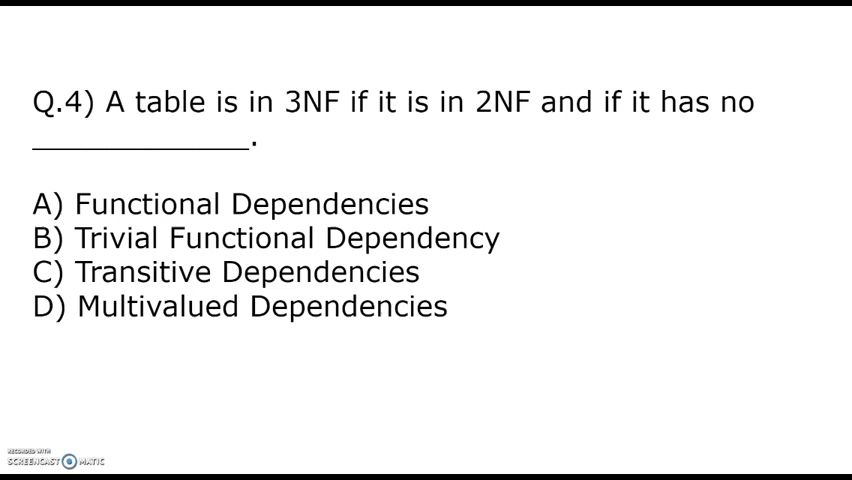 Q.4) A table is in 3NF if it is in 2NF and if it has no
______________.
A) Functional Dependencies
B) Trivial Functional Dependency
C) Transitive Dependencies
D) Multivalued Dependencies
RECORDED WITH
SCREENCAST MATIC